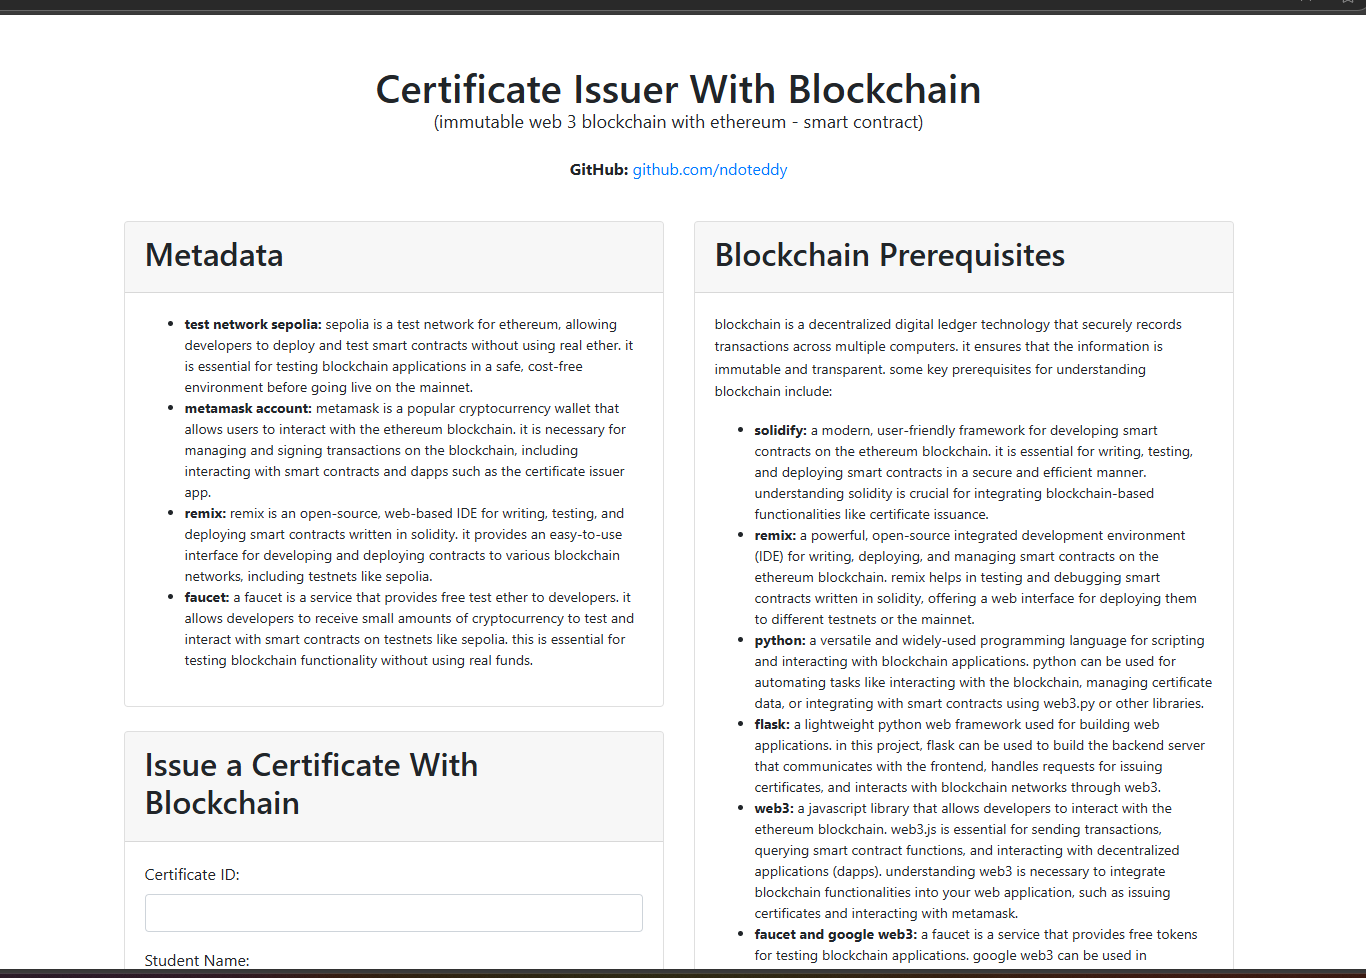 Certificate Issuer With Blockchain
(immutable web 3 blockchain with ethereum - smart contract)
GitHub: github.com/ndoteddy
Metadata
test network sepolia: sepolia is a test network for ethereum, allowing
developers to deploy and test smart contracts without using real ether. it
is essential for testing blockchain applications in a safe, cost-free
environment before going live on the mainnet.
metamask account: metamask is a popular cryptocurrency wallet that
allows users to interact with the ethereum blockchain. it is necessary for
managing and signing transactions on the blockchain, including
interacting with smart contracts and dapps such as the certificate issuer
app.
remix: remix is an open-source, web-based IDE for writing, testing, and
deploying smart contracts written in solidity. it provides an easy-to-use
interface for developing and deploying contracts to various blockchain
networks, including testnets like sepolia.
faucet: a faucet is a service that provides free test ether to developers. it
allows developers to receive small amounts of cryptocurrency to test and
interact with smart contracts on testnets like sepolia. this is essential for
testing blockchain functionality without using real funds.
Issue a Certificate With
Blockchain
Certificate ID:
Student Name:
Blockchain Prerequisites
blockchain is a decentralized digital ledger technology that securely records
transactions across multiple computers. it ensures that the information is
immutable and transparent. some key prerequisites for understanding
blockchain include:
solidify: a modern, user-friendly framework for developing smart
contracts on the ethereum blockchain. it is essential for writing, testing,
and deploying smart contracts in a secure and efficient manner.
understanding solidity is crucial for integrating blockchain-based
functionalities like certificate issuance.
remix: a powerful, open-source integrated development environment
(IDE) for writing, deploying, and managing smart contracts on the
ethereum blockchain. remix helps in testing and debugging smart
contracts written in solidity, offering a web interface for deploying them
to different testnets or the mainnet.
python: a versatile and widely-used programming language for scripting
and interacting with blockchain applications. python can be used for
automating tasks like interacting with the blockchain, managing certificate
data, or integrating with smart contracts using web3.py or other libraries.
flask: a lightweight python web framework used for building web
applications. in this project, flask can be used to build the backend server
that communicates with the frontend, handles requests for issuing
certificates, and interacts with blockchain networks through web3.
web3: a javascript library that allows developers to interact with the
ethereum blockchain. web3.js is essential for sending transactions,
querying smart contract functions, and interacting with decentralized
applications (dapps). understanding web3 is necessary to integrate
blockchain functionalities into your web application, such as issuing
certificates and interacting with metamask.
faucet and google web3: a faucet is a service that provides free tokens
for testing blockchain applications. google web3 can be used in